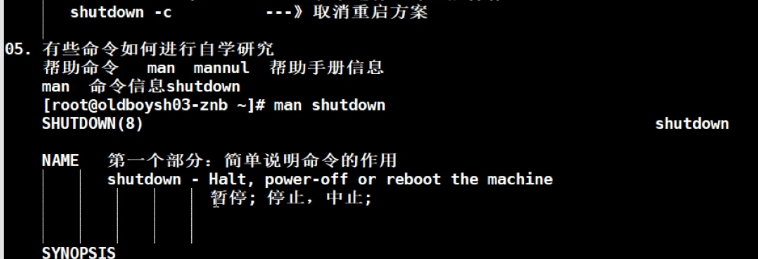 shutdown -c          ---》取消重启方案
05. 有些命令如何进行自学研究
帮助命令   man  mannul  帮助手册信息
man  命令信息shutdown
[root@oldboysh03-znb ~]# man shutdown
SHUTDOWN(8)                                                        shutdown
NAME   第一个部分：简单说明命令的作用
shutdown - Halt, power-off or reboot the machine
暂停；停止，中止；
SYNOPSIS